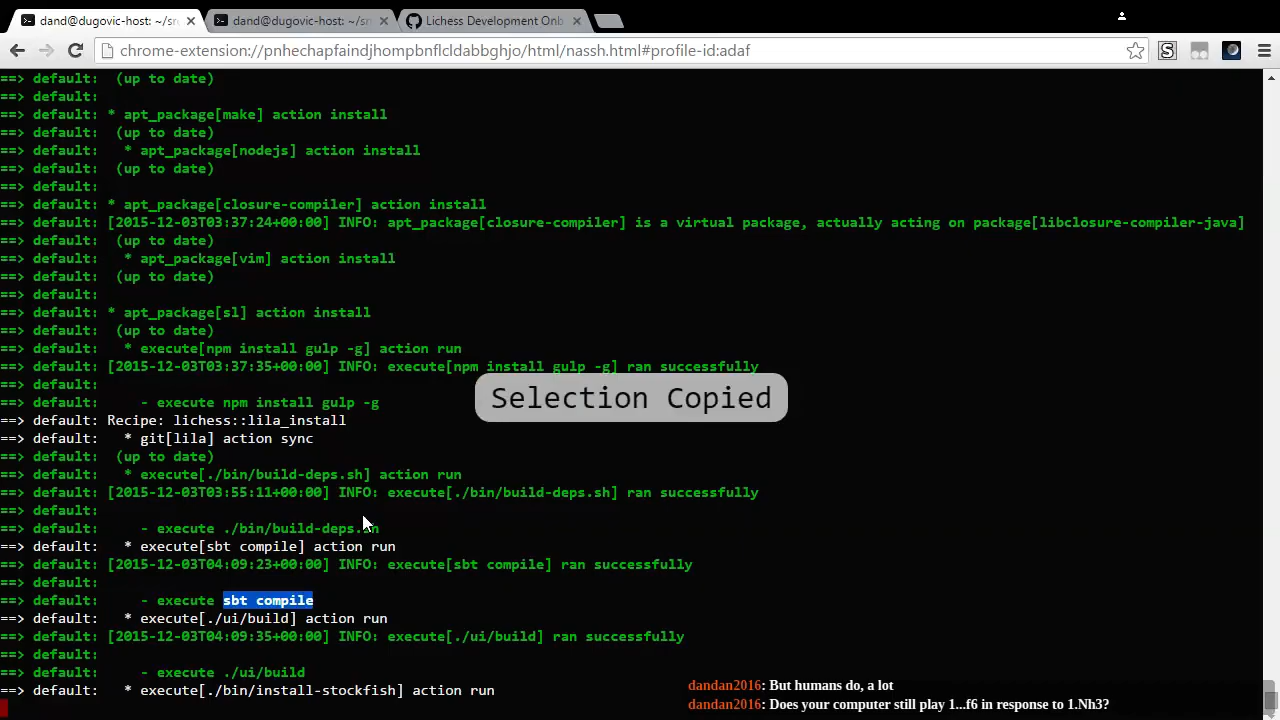 dand@dugovic-host: ~/sr
dand@dugovic-host: ~/sr
Lichess Development Onb
chrome-extension://pnhechapfaindjhompbnflcldabbghjo/html/nassh.html#profile-id:adaf
==> default:  (up to date)
==> default:
==> default: * apt_package[make] action install
==> default:  (up to date)
==> default:   * apt_package[nodejs] action install
==> default:  (up to date)
==> default:
==> default: * apt_package[closure-compiler] action install
==> default: [2015-12-03T03:37:24+00:00] INFO: apt_package[closure-compiler] is a virtual package, actually acting on package[libclosure-compiler-java]
==> default:  (up to date)
==> default:   * apt_package[vim] action install
==> default:  (up to date)
==> default:
==> default: * apt_package[sl] action install
==> default:  (up to date)
==> default:   * execute[npm install gulp -g] action run
==> default: [2015-12-03T03:37:35+00:00] INFO: execute[npm install gulp -g] ran successfully
==> default:
==> default:     - execute npm install gulp -g
Selection Copied
==> default: Recipe: lichess::lila_install
==> default:   * git[lila] action sync
==> default:  (up to date)
==> default:   * execute[./bin/build-deps.sh] action run
==> default: [2015-12-03T03:55:11+00:00] INFO: execute[./bin/build-deps.sh] ran successfully
==> default:
==> default:     - execute ./bin/build-deps.sh
==> default:   * execute[sbt compile] action run
==> default: [2015-12-03T04:09:23+00:00] INFO: execute[sbt compile] ran successfully
==> default:
==> default:     - execute sbt compile
==> default:   * execute[./ui/build] action run
==> default: [2015-12-03T04:09:35+00:00] INFO: execute[./ui/build] ran successfully
==> default:
==> default:     - execute ./ui/build
==> default:   * execute[./bin/install-stockfish] action run
dandan2016: But humans do, a lot
dandan2016: Does your computer still play 1...f6 in response to 1.Nh3?